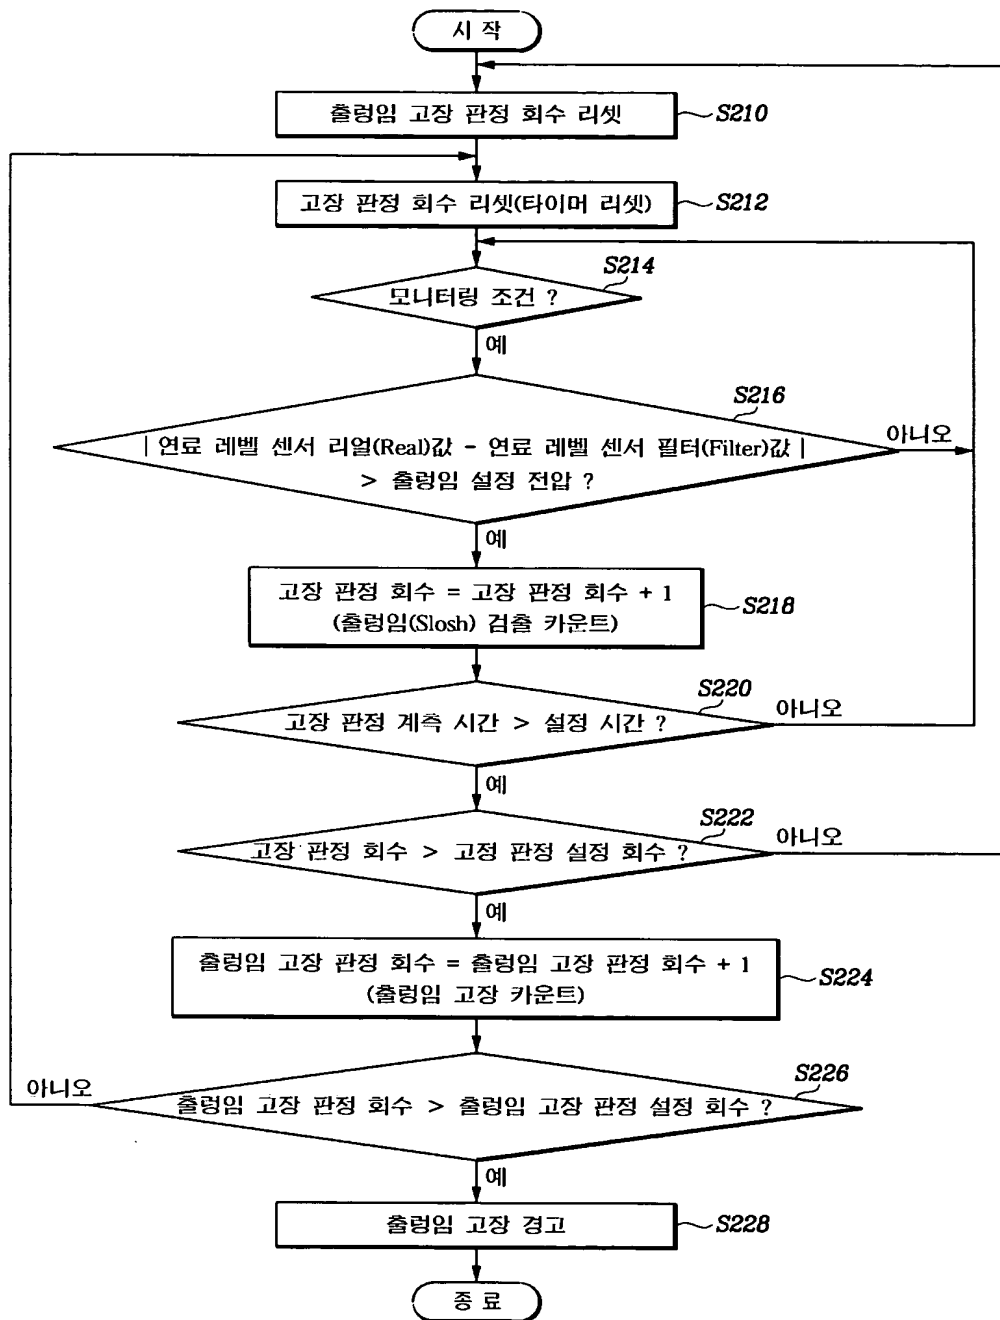 시 작
출렁임 고장 판정 회수 리셋
S210
고장 판정 회수 리셋(타이머 리셋)
S212
S214
모니터링 조건 ?
예
S216
| 연료 레벨 센서 리얼(Real)값 - 연료 레벨 센서 필터(Filter)값 |
> 출렁임 설정 전압 ?
아니오
예
고장 판정 회수 = 고장 판정 회수 + 1
(출렁임(Slosh) 검출 카운트)
S218
S220
고장 판정 계측 시간 > 설정 시간 ?
아니오
예
S222
고장 판정 회수 > 고정 판정 설정 회수 ?
아니오
예
출렁임 고장 판정 회수 = 출렁임 고장 판정 회수 + 1
(출렁임 고장 카운트)
S224
S226
아니오
출렁임 고장 판정 회수 > 출렁임 고장 판정 설정 회수 ?
예
출렁임 고장 경고
S228
종 료